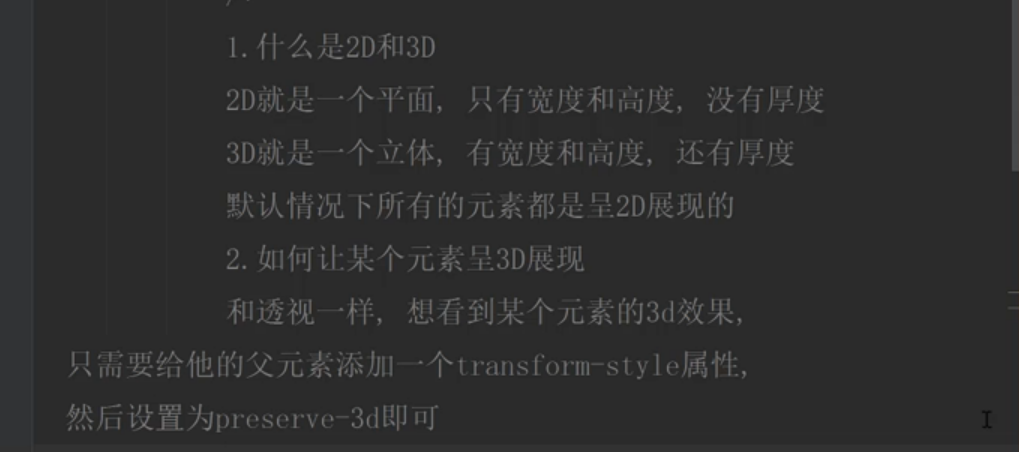 1.什么是2D和3D
2D就是一个平面, 只有宽度和高度, 没有厚度
3D就是一个立体, 有宽度和高度, 还有厚度
默认情况下所有的元素都是呈2D展现的
2.如何让某个元素呈3D展现
和透视一样, 想看到某个元素的3d效果,
只需要给他的父元素添加一个transform-style属性,
然后设置为preserve-3d即可